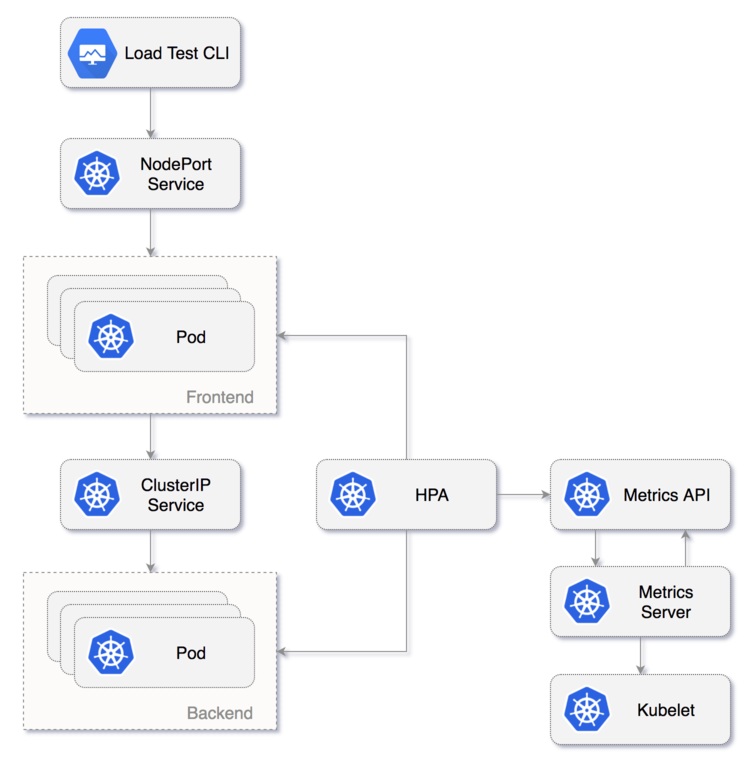 Load Test CLI
NodePort
Service
Pod
Frontend
ClusterIP
Service
HPA
Metrics API
Metrics
Server
Pod
Backend
Kubelet